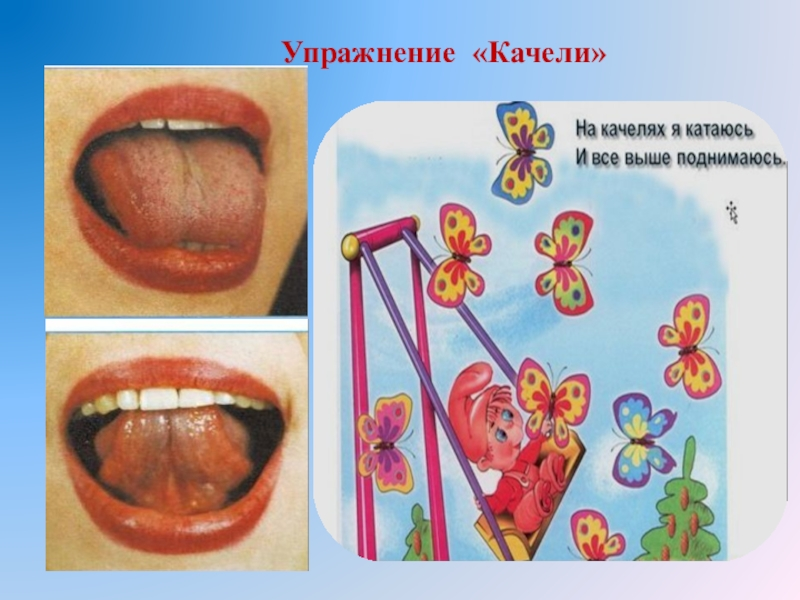 Упражнение «Качели»
На качелях я катаюсь
И все выше поднимаюсь.